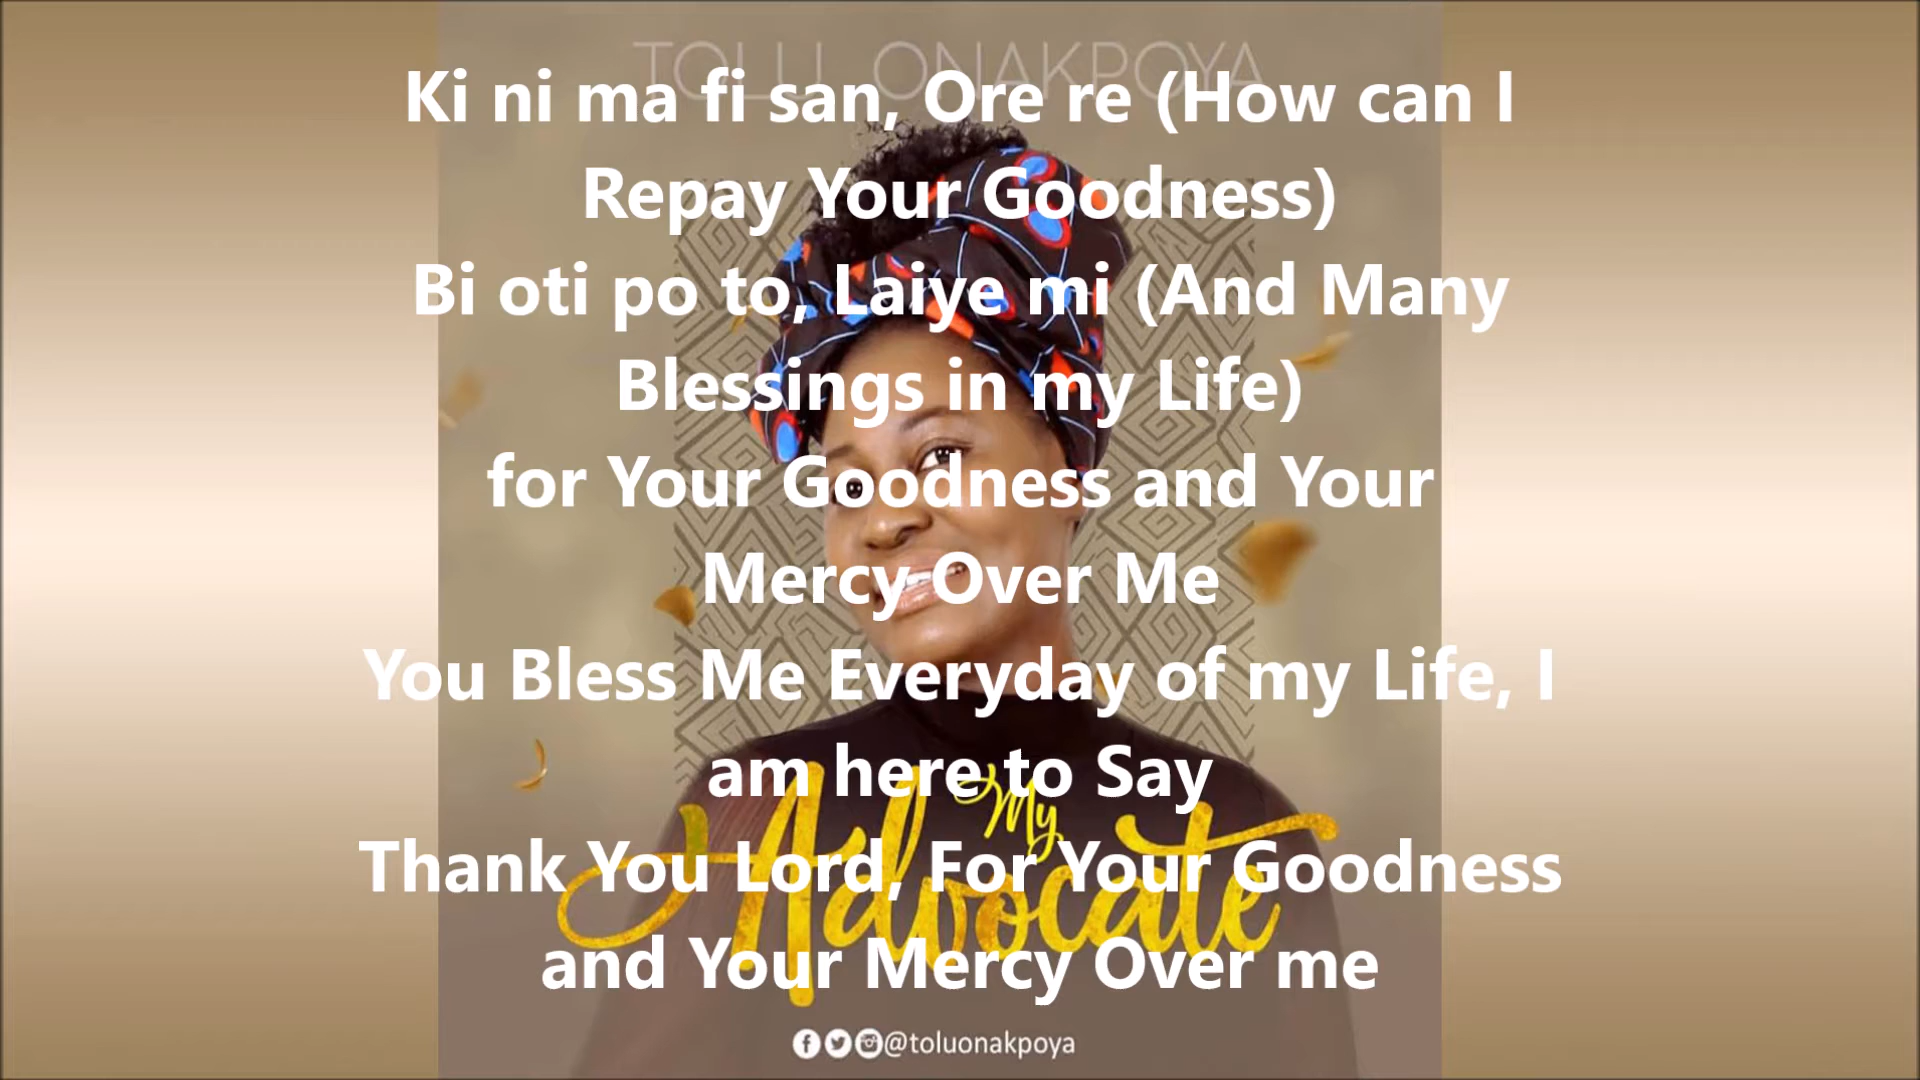 TOLU ONAKPOYA
Ki ni ma fi san, Ore re (How can I
Repay Your Goodness)
Bi oti po to, Laiye mi (And Many
Blessings in my Life)
for Your Goodness and Your
Mercy Over Me
You Bless Me Everyday of my Life, I
am here to Say
My
Advocate
Thank You Lord, For Your Goodness
and Your Mercy Over me
@toluonakpoya